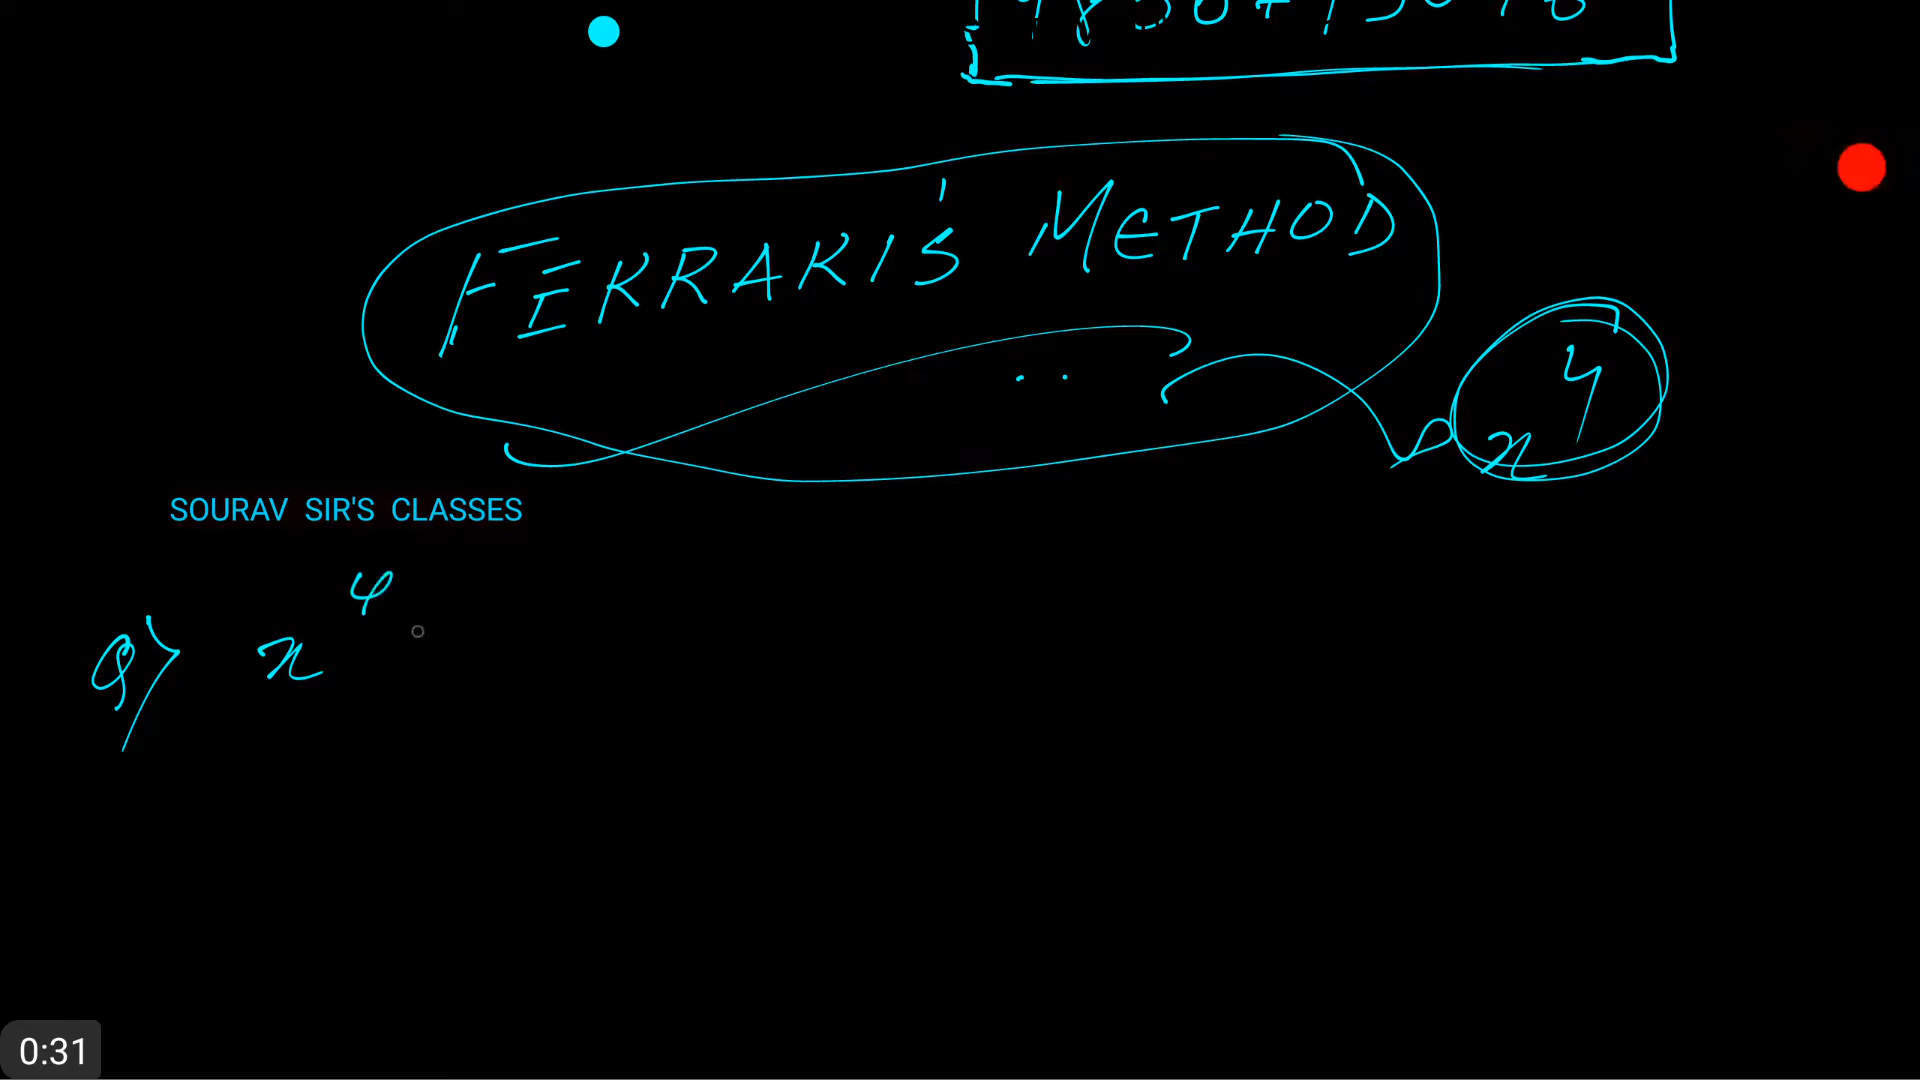 FERRARI'S METHOD
x⁴
SOURAV SIR'S CLASSES
Q) x⁴
0:31